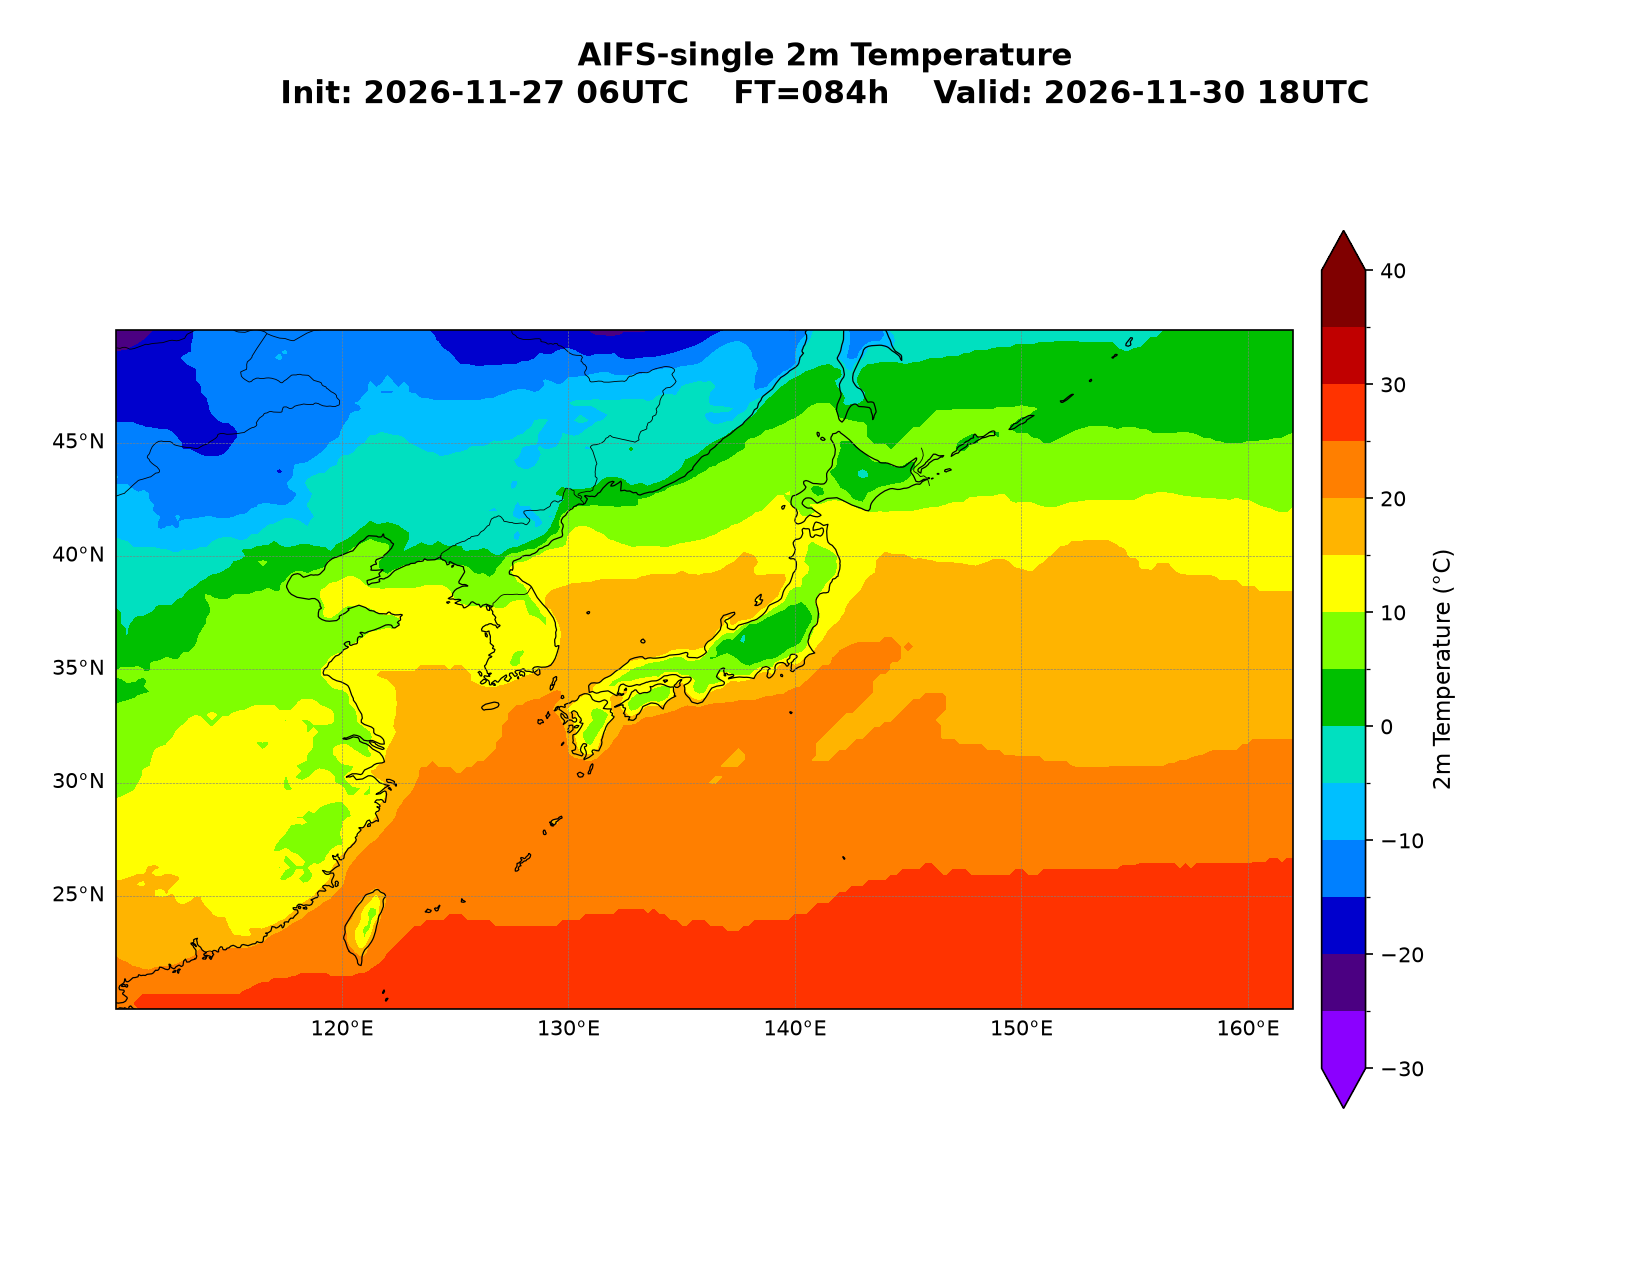 AIFS-single 2m Temperature
Init: 2026-11-27 06UTC    FT=084h    Valid: 2026-11-30 18UTC
45°N
40°N
35°N
30°N
25°N
120°E
130°E
140°E
150°E
160°E
40
30
20
10
0
−10
−20
−30
2m Temperature (°C)